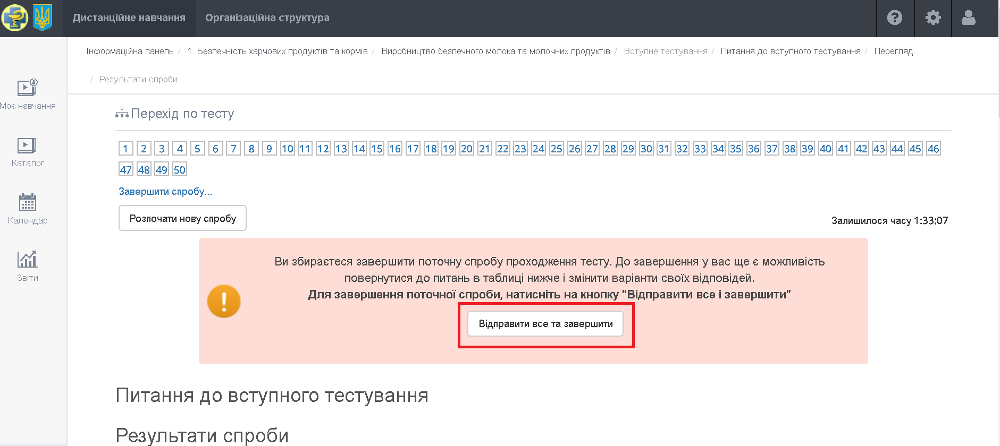 Дистанційне навчання
Організаційна структура
Інформаційна панель / 1. Безпечність харчових продуктів та кормів / Виробництво безпечного молока та молочних продуктів / Вступне тестування / Питання до вступного тестування / Перегляд
/ Результати спроби
Моє навчання
Каталог
Календар
Звіти
Перехід по тесту
1 2 3 4 5 6 7 8 9 10 11 12 13 14 15 16 17 18 19 20 21 22 23 24 25 26 27 28 29 30 31 32 33 34 35 36 37 38 39 40 41 42 43 44 45 46
47 48 49 50
Завершити спробу...
Розпочати нову спробу
Залишилося часу 1:33:07
Ви збираєтеся завершити поточну спробу проходження тесту. До завершення у вас ще є можливість
повернутися до питань в таблиці нижче і змінити варіанти своїх відповідей.
Для завершення поточної спроби, натисніть на кнопку "Відправити все і завершити"
Відправити все та завершити
Питання до вступного тестування
Результати спроби